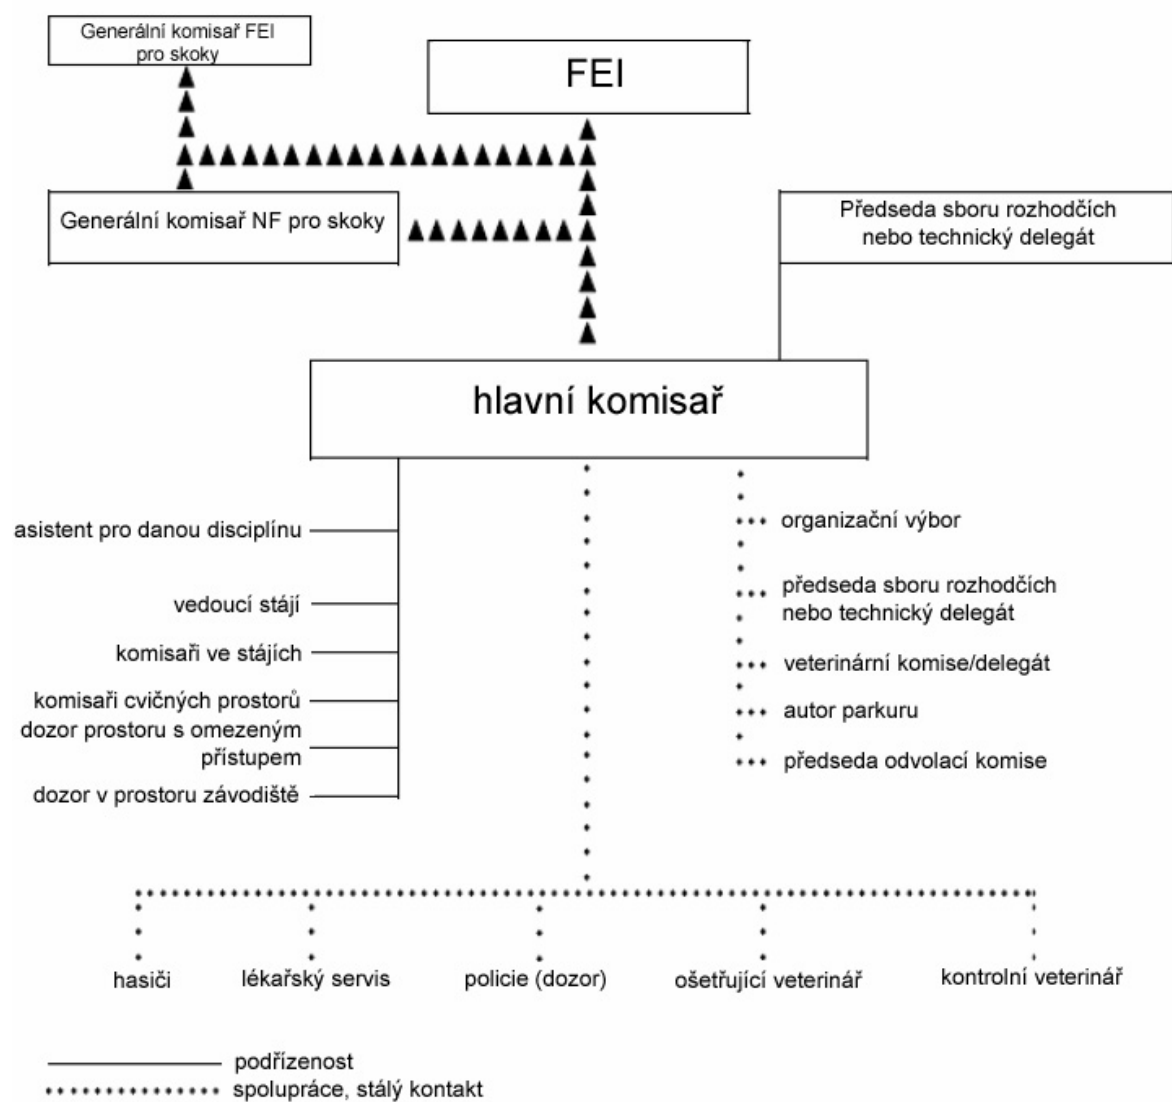 Generální komisař FEI
pro skoky
FEI
Generální komisař NF pro skoky
Předseda sboru rozhodčích
nebo technický delegát
hlavní komisař
asistent pro danou disciplínu
vedoucí stájí
komisaři ve stájích
komisaři cvičných prostorů
dozor prostoru s omezeným
přístupem
dozor v prostoru závodiště
organizační výbor
předseda sboru rozhodčích
nebo technický delegát
veterinární komise/delegát
autor parkuru
předseda odvolací komise
hasiči
lékařský servis
policie (dozor)
ošetřující veterinář
kontrolní veterinář
podřízenost
spolupráce, stálý kontakt